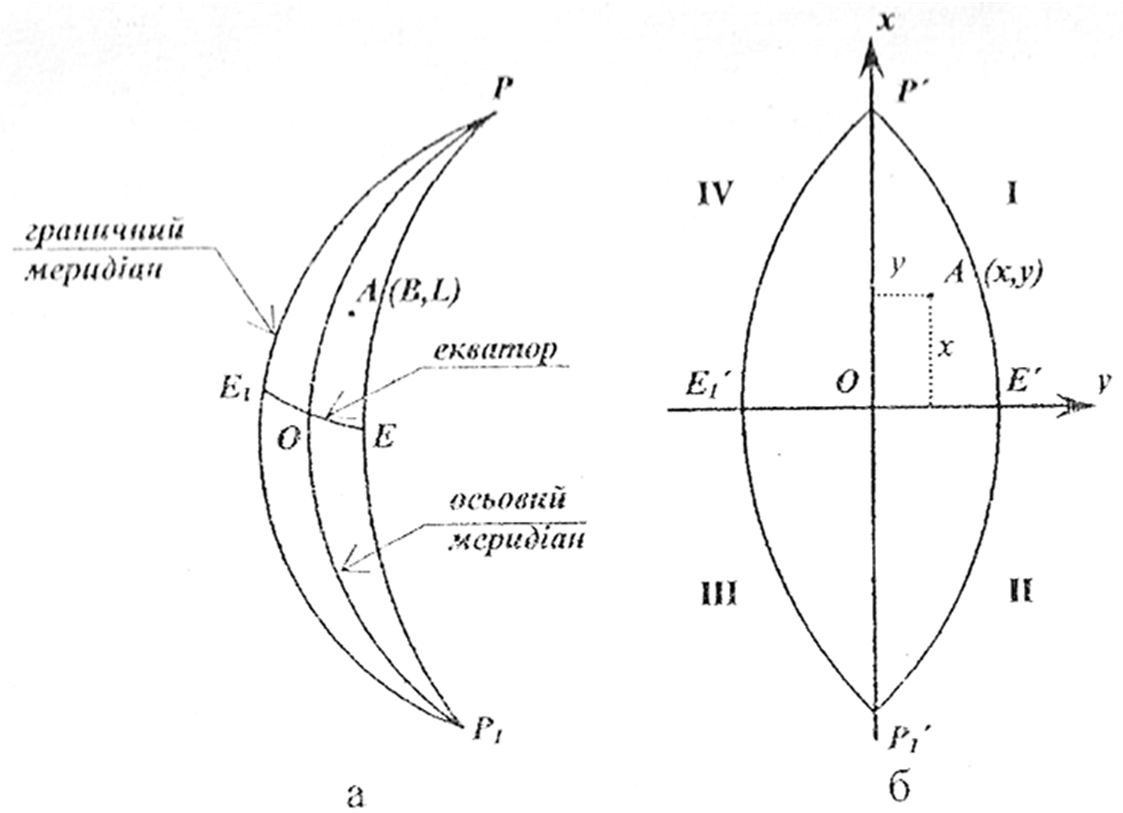 P
граничний
меридіан
A (B,L)
екватор
E₁
O
E
осьовий
меридіан
P₁
а
x
P´
IV
I
y
A (x,y)
x
E₁´
O
E´
y
III
II
P₁´
б